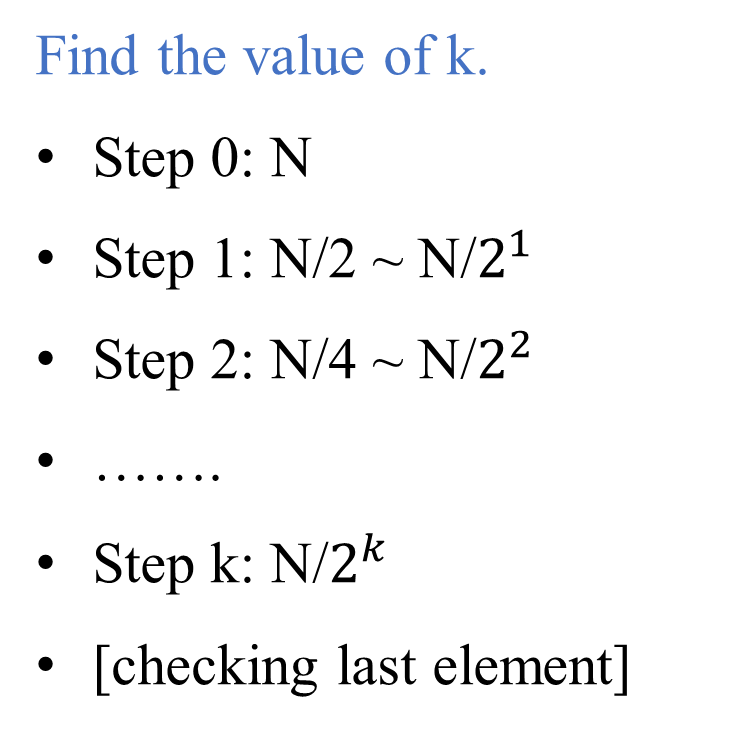 Find the value of k.
• Step 0: N
• Step 1: N/2 ~ N/2¹
• Step 2: N/4 ~ N/2²
• .......
• Step k: N/2ᵏ
• [checking last element]